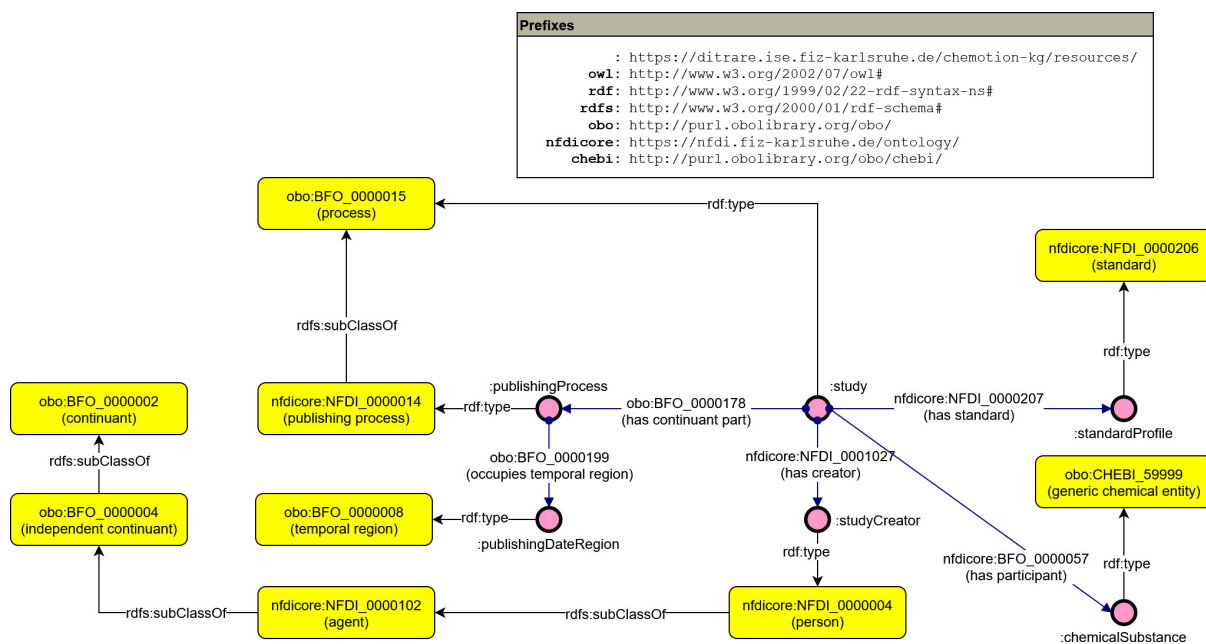 Prefixes
: https://ditrare.ise.fiz-karlsruhe.de/chemotion-kg/resources/
owl: http://www.w3.org/2002/07/owl#
rdf: http://www.w3.org/1999/02/22-rdf-syntax-ns#
rdfs: http://www.w3.org/2000/01/rdf-schema#
obo: http://purl.obolibrary.org/obo/
nfdicore: https://nfdi.fiz-karlsruhe.de/ontology/
chebi: http://purl.obolibrary.org/obo/chebi/
obo:BFO_0000015
(process)
rdf:type
nfdicore:NFDI_0000206
(standard)
rdfs:subClassOf
rdf:type
obo:BFO_0000002
(continuant)
nfdicore:NFDI_0000014
(publishing process)
rdf:type
:publishingProcess
obo:BFO_0000178
(has continuant part)
:study
nfdicore:NFDI_0000207
(has standard)
:standardProfile
rdfs:subClassOf
obo:BFO_0000199
(occupies temporal region)
nfdicore:NFDI_0001027
(has creator)
obo:CHEBI_59999
(generic chemical entity)
obo:BFO_0000004
(independent continuant)
obo:BFO_0000008
(temporal region)
rdf:type
:publishingDateRegion
:studyCreator
rdf:type
nfdicore:BFO_0000057
(has participant)
rdf:type
rdfs:subClassOf
nfdicore:NFDI_0000102
(agent)
rdfs:subClassOf
nfdicore:NFDI_0000004
(person)
:chemicalSubstance